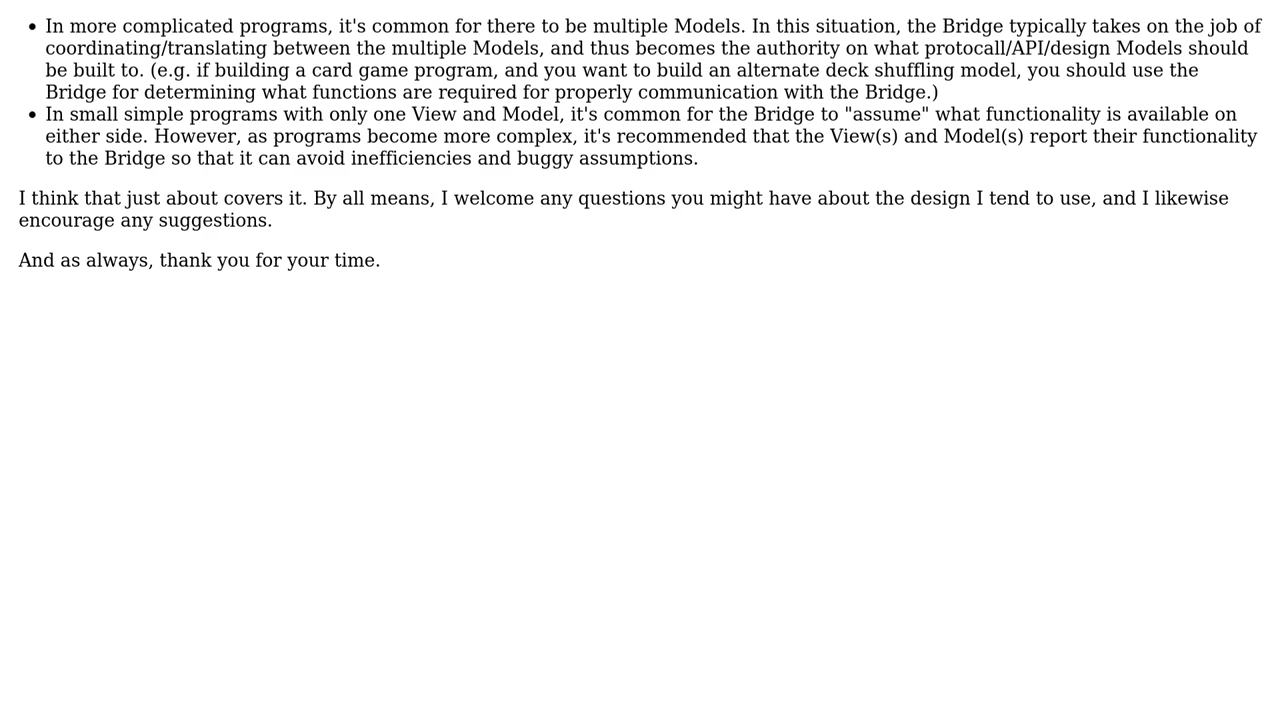 • In more complicated programs, it's common for there to be multiple Models. In this situation, the Bridge typically takes on the job of
coordinating/translating between the multiple Models, and thus becomes the authority on what protocall/API/design Models should
be built to. (e.g. if building a card game program, and you want to build an alternate deck shuffling model, you should use the
Bridge for determining what functions are required for properly communication with the Bridge.)
• In small simple programs with only one View and Model, it's common for the Bridge to "assume" what functionality is available on
either side. However, as programs become more complex, it's recommended that the View(s) and Model(s) report their functionality
to the Bridge so that it can avoid inefficiencies and buggy assumptions.
I think that just about covers it. By all means, I welcome any questions you might have about the design I tend to use, and I likewise
encourage any suggestions.
And as always, thank you for your time.